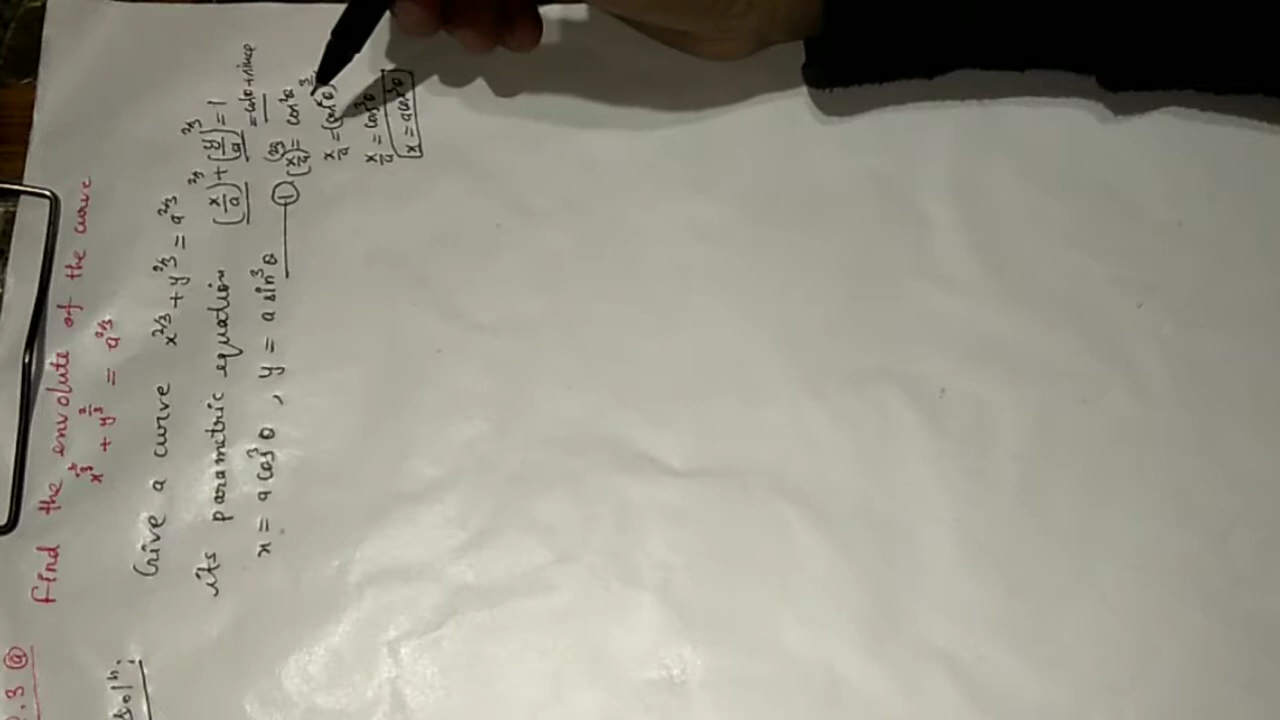 Q.3 (a) Find the envolute of the curve
x^2/3 + y^2/3 = a^2/3
Solⁿ: Give a curve x^2/3 + y^2/3 = a^2/3
its parametric equation (x/a)^2/3 + (y/a)^2/3 = 1
= cos²θ + sin²θ
x = a cos³θ , y = a sin³θ ——— ①
(x/a)^2/3 = cos²θ
x/a = (cos²θ)^3/2
x/a = cos³θ
x = a cos³θ